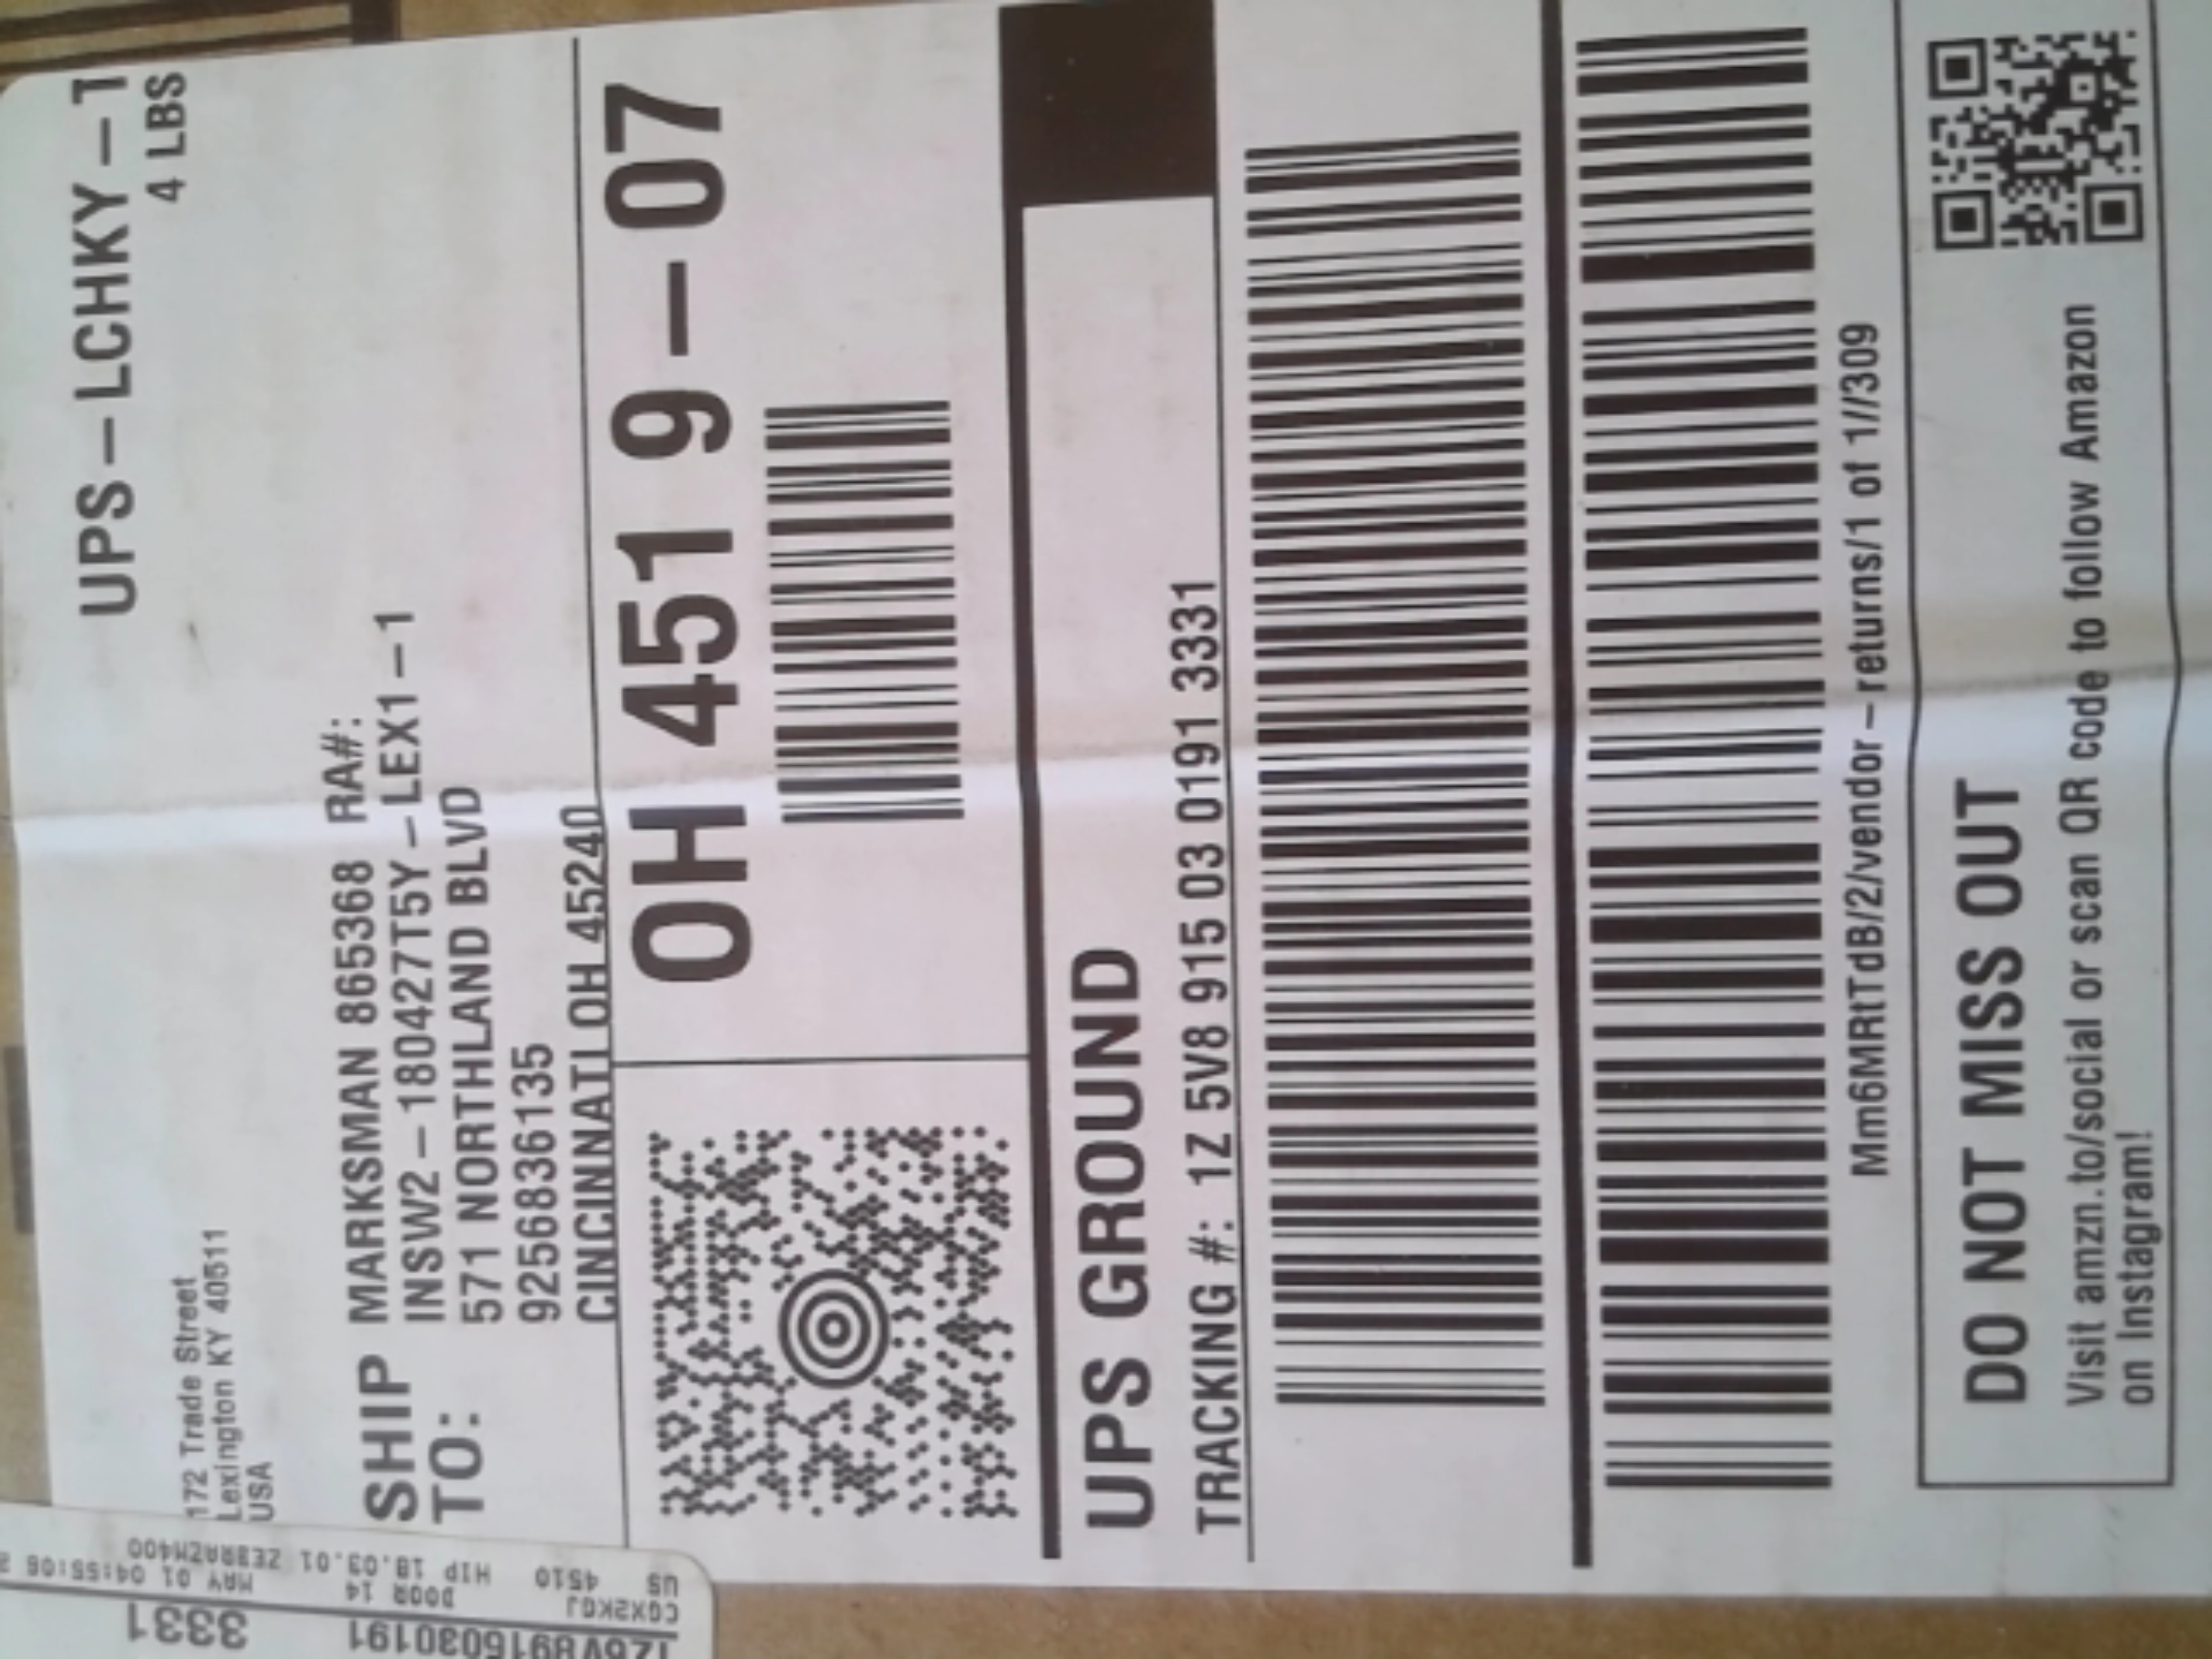 UPS-LCHKY-1
4 LBS
172 Trade Street
Lexington KY 40511
USA
SHIP TO:
MARKSMAN 865368 RA#:
INSW2-180427T5Y-LEX1-1
571 NORTHLAND BLVD
9256836135
CINCINNATI OH 45240
OH 451 9-07
UPS GROUND
TRACKING #: 1Z 5V8 915 03 0191 3331
Mm6MRtTdB/2/vendor-returns/1 of 1//309
DO NOT MISS OUT
Visit amzn.to/social or scan QR code to follow Amazon
on Instagram!
3331
CGX2KGJ DOOR 14 MAY 01 04:55:06
US 4510 HIP 18.03.01 ZEBRAZM400